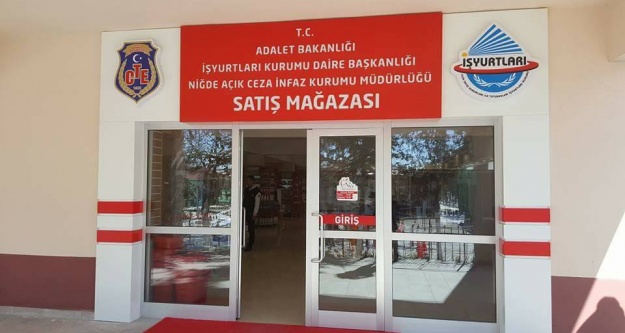 T.C.
ADALET BAKANLIĞI
İŞYURTLARI KURUMU DAİRE BAŞKANLIĞI
NİĞDE AÇIK CEZA İNFAZ KURUMU MÜDÜRLÜĞÜ
SATIŞ MAĞAZASI
CTE
İŞYURTLARI
GİRİŞ